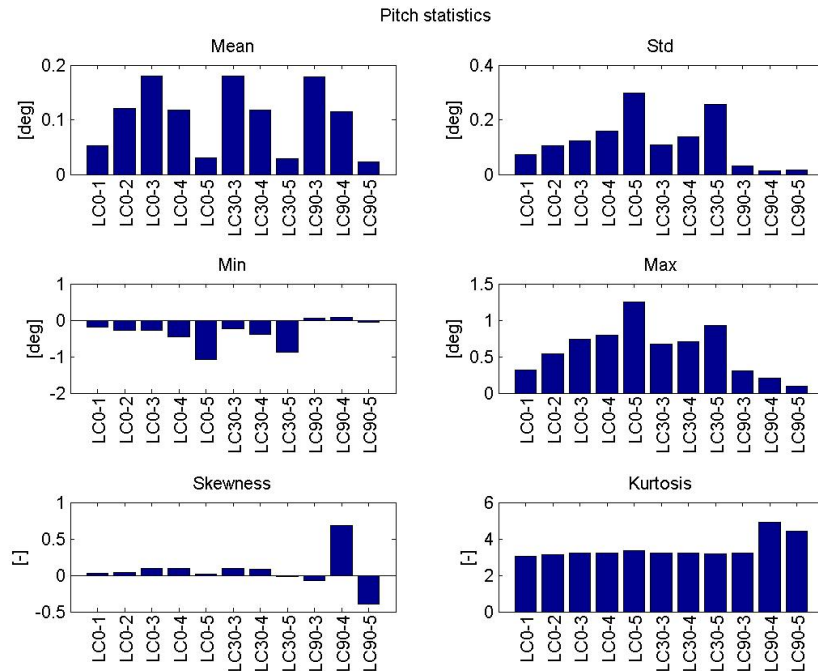 Pitch statistics
Mean
[deg]
0.2
0.1
0
LC0-1
LC0-2
LC0-3
LC0-4
LC0-5
LC30-3
LC30-4
LC30-5
LC90-3
LC90-4
LC90-5
Std
[deg]
0.4
0.2
0
LC0-1
LC0-2
LC0-3
LC0-4
LC0-5
LC30-3
LC30-4
LC30-5
LC90-3
LC90-4
LC90-5
Min
[deg]
1
0
-1
-2
LC0-1
LC0-2
LC0-3
LC0-4
LC0-5
LC30-3
LC30-4
LC30-5
LC90-3
LC90-4
LC90-5
Max
[deg]
1.5
1
0.5
0
LC0-1
LC0-2
LC0-3
LC0-4
LC0-5
LC30-3
LC30-4
LC30-5
LC90-3
LC90-4
LC90-5
Skewness
[-]
1
0.5
0
-0.5
LC0-1
LC0-2
LC0-3
LC0-4
LC0-5
LC30-3
LC30-4
LC30-5
LC90-3
LC90-4
LC90-5
Kurtosis
[-]
6
4
2
0
LC0-1
LC0-2
LC0-3
LC0-4
LC0-5
LC30-3
LC30-4
LC30-5
LC90-3
LC90-4
LC90-5